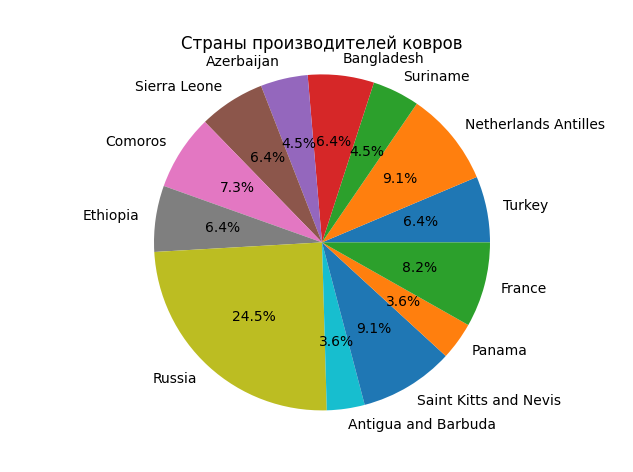 Страны производителей ковров
Turkey
6.4%
Netherlands Antilles
9.1%
Suriname
4.5%
Bangladesh
6.4%
Azerbaijan
4.5%
Sierra Leone
6.4%
Comoros
7.3%
Ethiopia
6.4%
Russia
24.5%
Antigua and Barbuda
3.6%
Saint Kitts and Nevis
9.1%
Panama
3.6%
France
8.2%